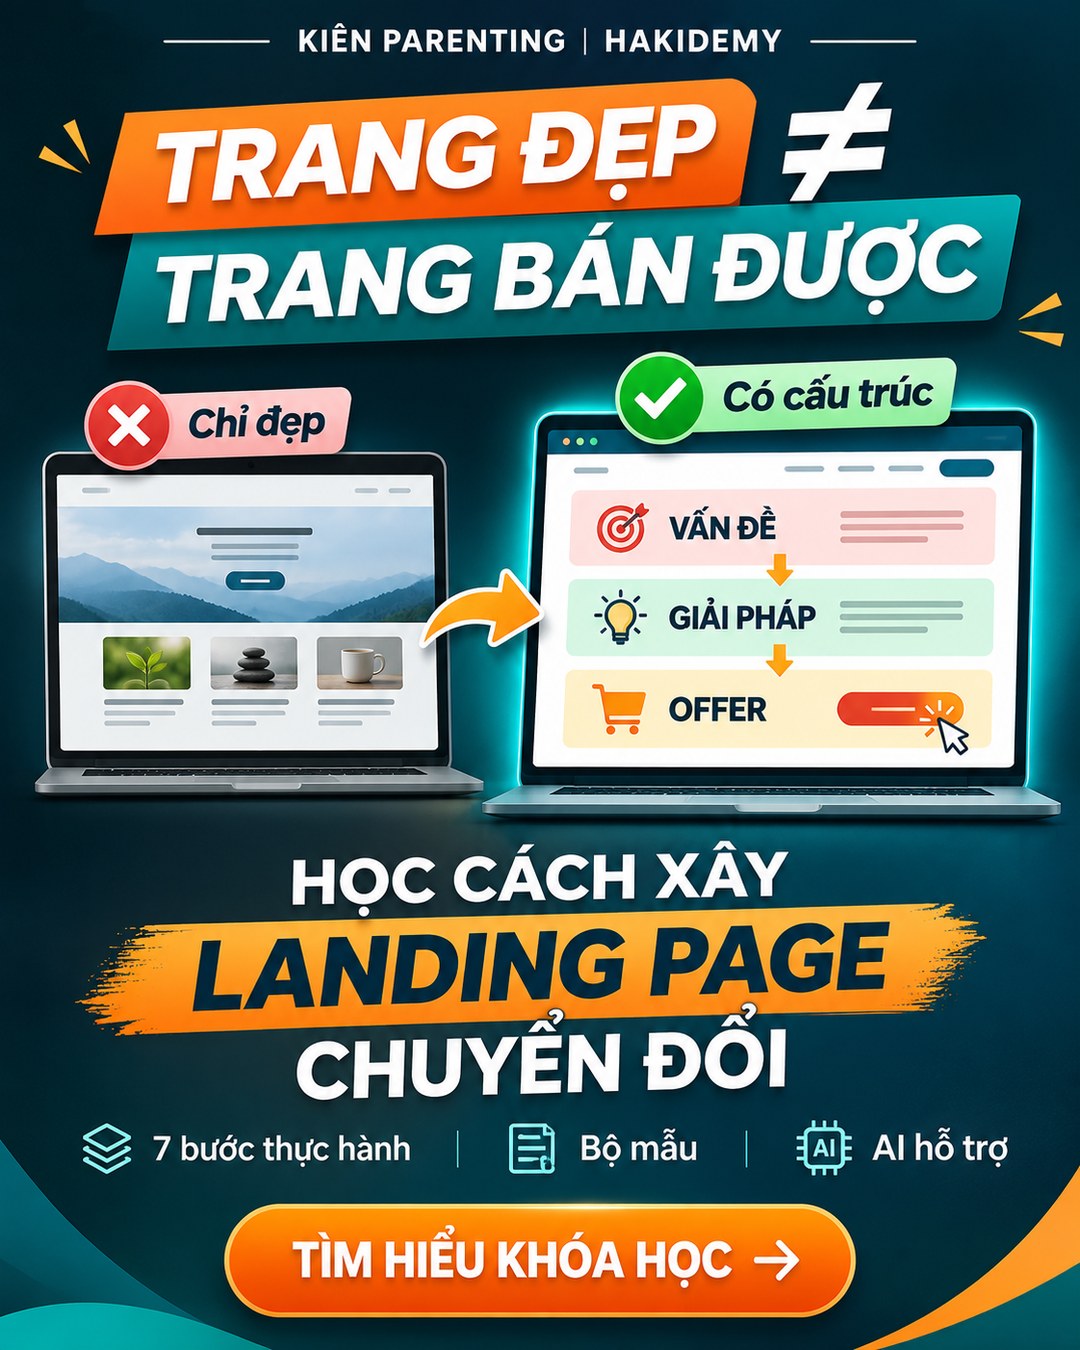 KIÊN PARENTING | HAKIDEMY
TRANG ĐẸP ≠
TRANG BÁN ĐƯỢC
Chỉ đẹp
Có cấu trúc
VẤN ĐỀ
GIẢI PHÁP
OFFER
HỌC CÁCH XÂY
LANDING PAGE
CHUYỂN ĐỔI
7 bước thực hành | Bộ mẫu | AI AI hỗ trợ
TÌM HIỂU KHÓA HỌC →